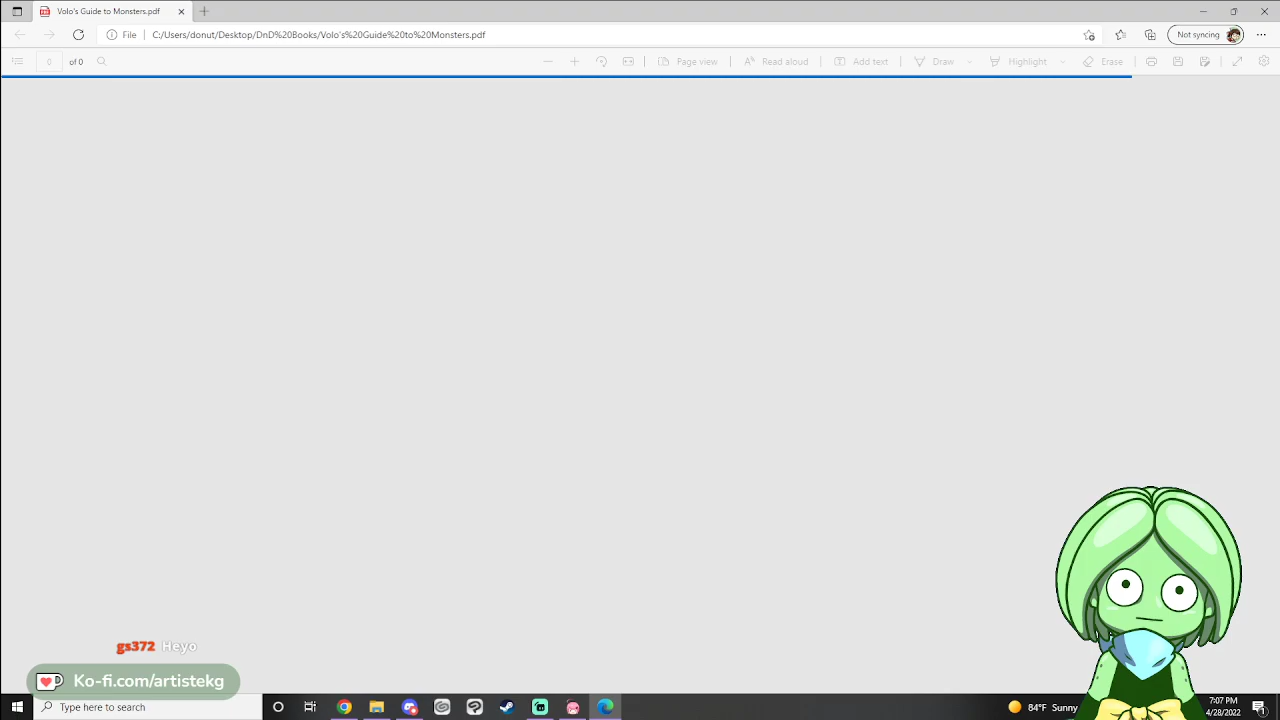 Volo's Guide to Monsters.pdf
File C:/Users/donut/Desktop/DnD%20Books/Volo's%20Guide%20to%20Monsters.pdf
Not syncing
0 of 0
Page view
Read aloud
Add text
Draw
Highlight
Erase
gs372 Heyo
Ko-fi.com/artistekg
Type here to search
84°F Sunny
7:07 PM
4/28/2022